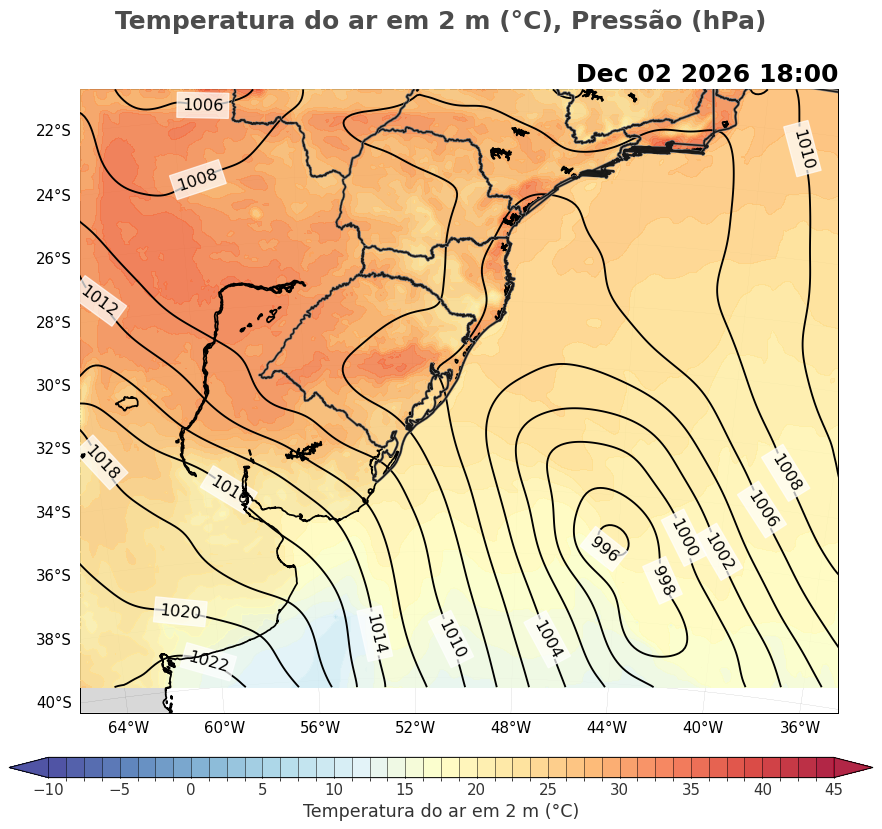 Temperatura do ar em 2 m (°C), Pressão (hPa)
Dec 02 2026 18:00
1006
1008
1010
1012
1018
1016
1020
1022
1014
1010
1004
996
998
1000
1002
1006
1008
22°S
24°S
26°S
28°S
30°S
32°S
34°S
36°S
38°S
40°S
64°W 60°W 56°W 52°W 48°W 44°W 40°W 36°W
−10 −5 0 5 10 15 20 25 30 35 40 45
Temperatura do ar em 2 m (°C)